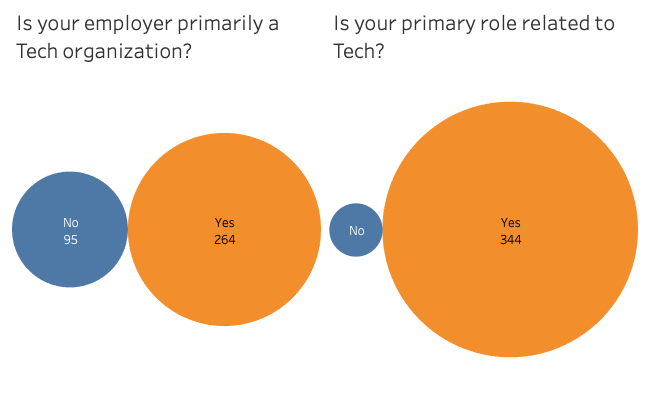 Is your employer primarily a
Tech organization?
Is your primary role related to
Tech?
No
95
Yes
264
No
Yes
344